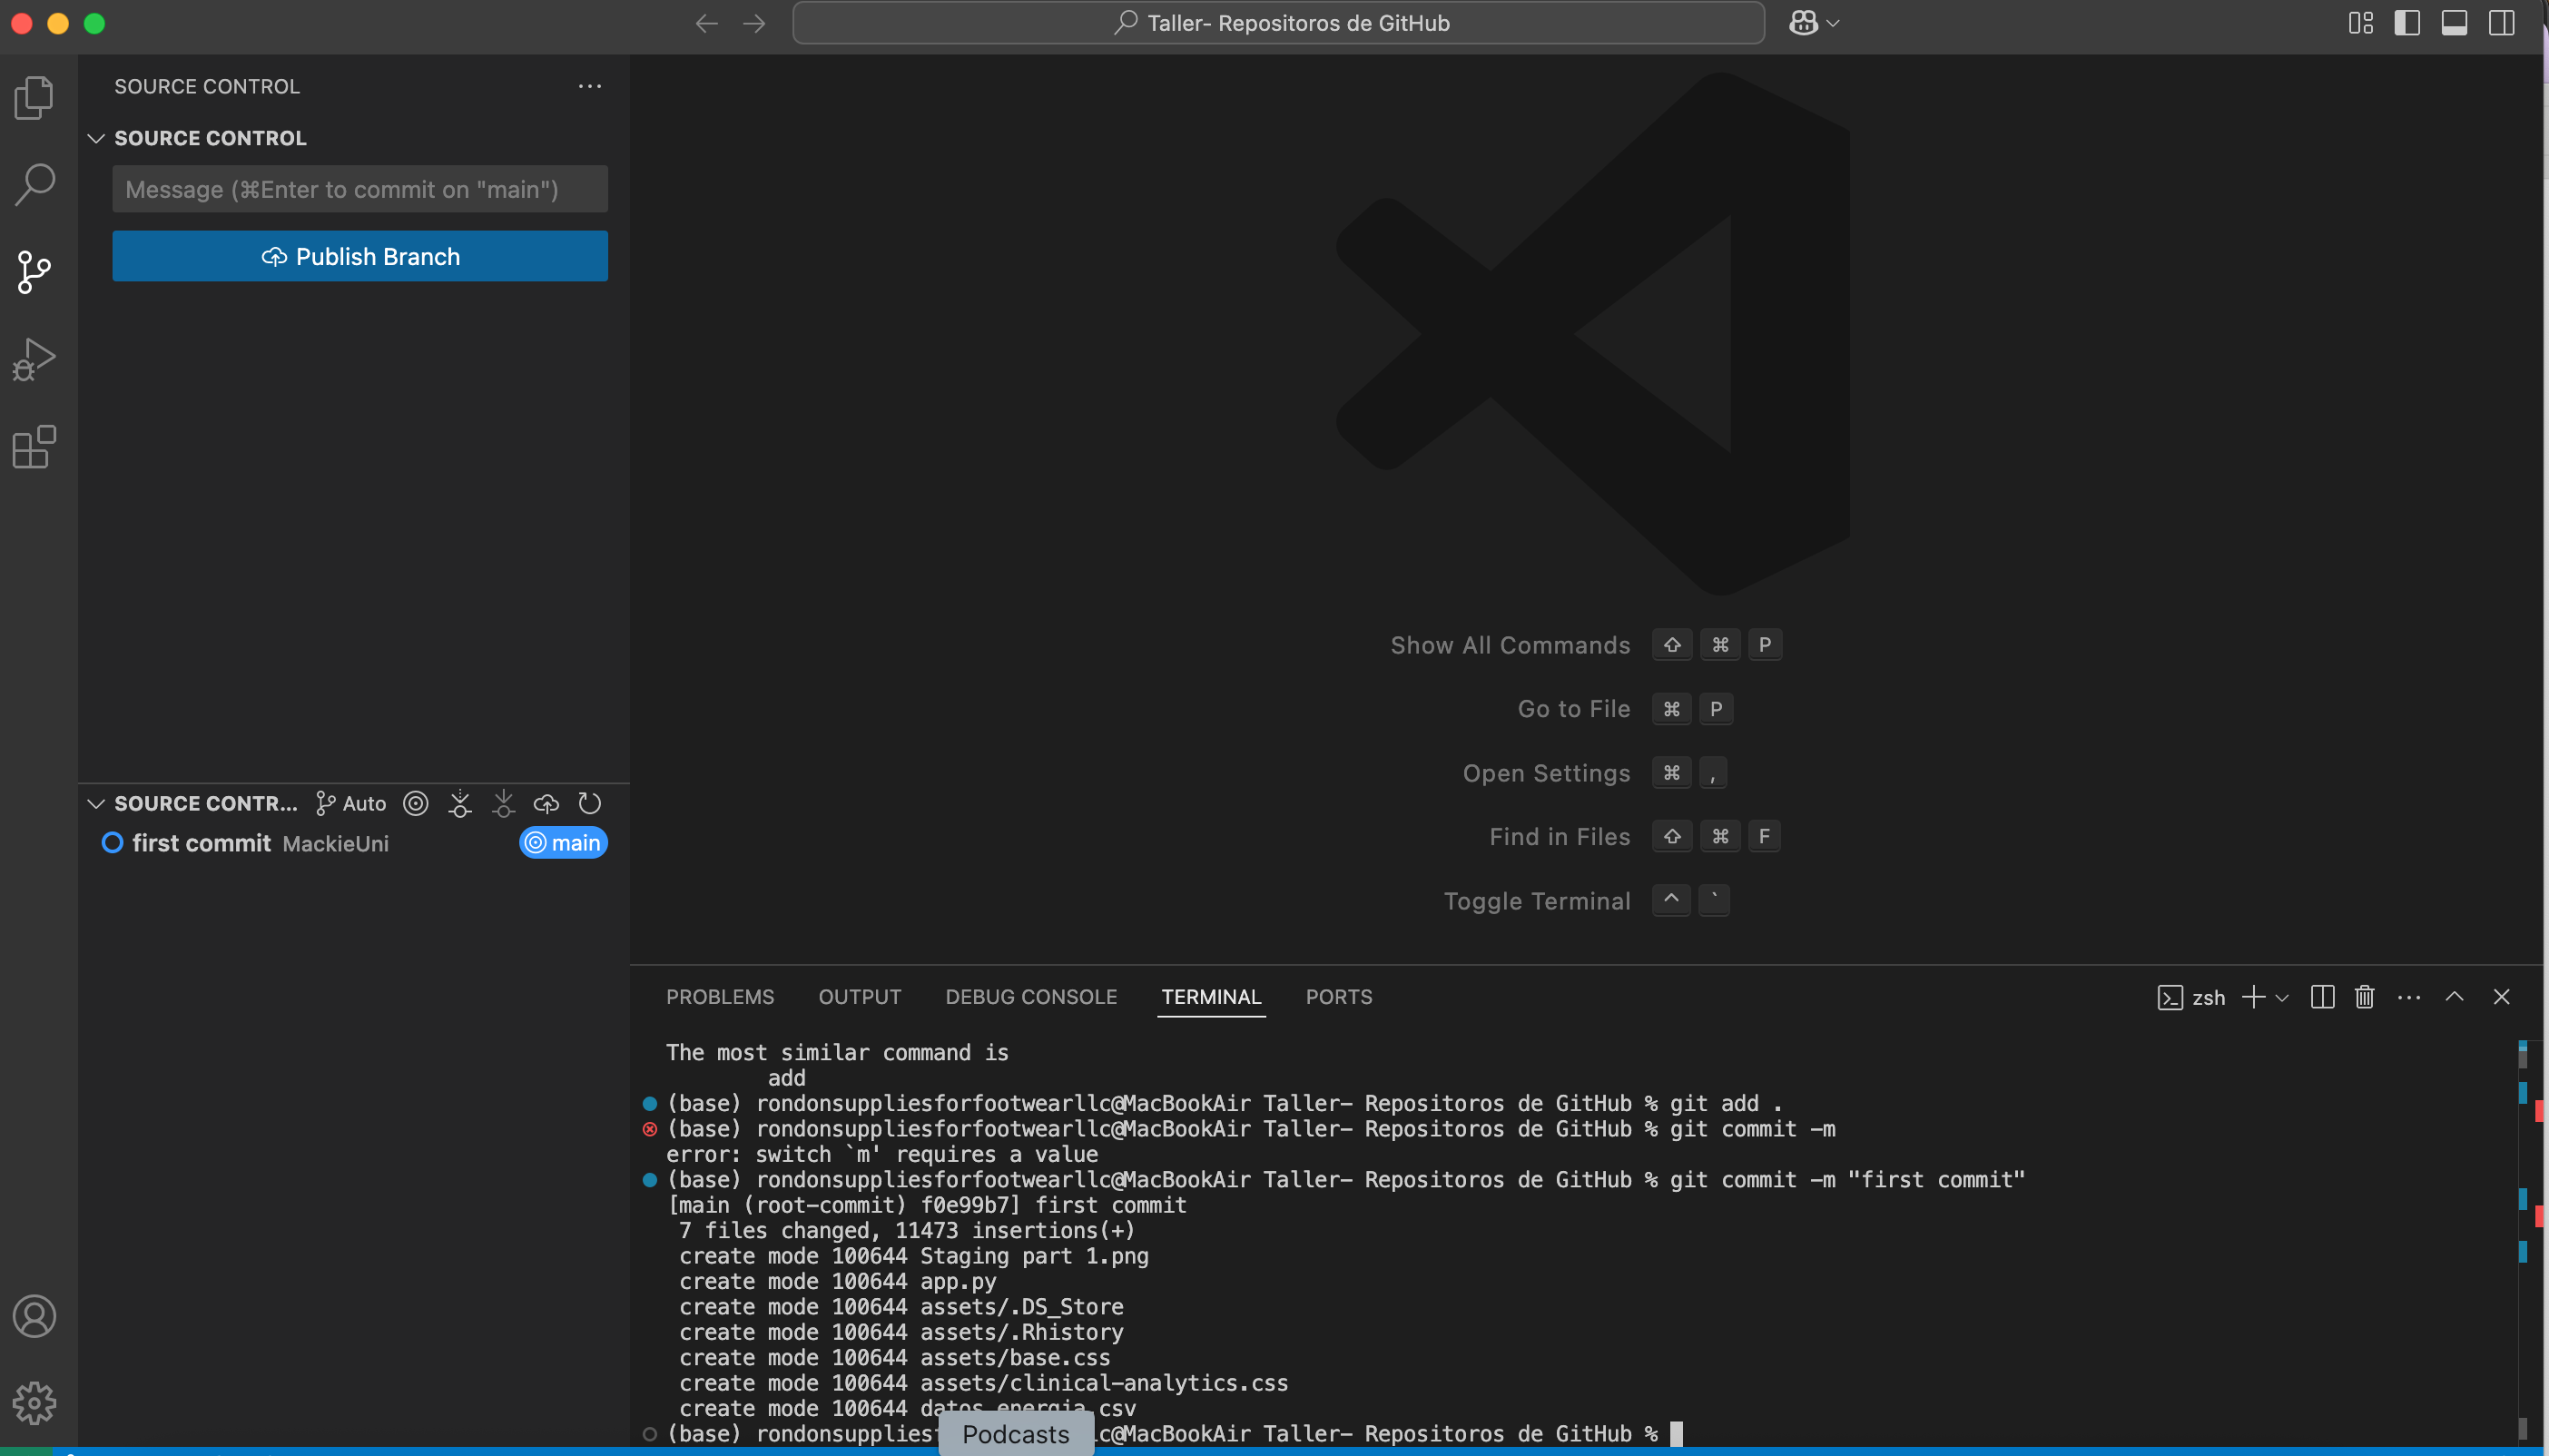 Taller- Repositoros de GitHub
SOURCE CONTROL
SOURCE CONTROL
Message (⌘Enter to commit on "main")
Publish Branch
SOURCE CONTR...
Auto
first commit MackieUni
main
Show All Commands ⇧ ⌘ P
Go to File ⌘ P
Open Settings ⌘ ,
Find in Files ⇧ ⌘ F
Toggle Terminal ^ `
PROBLEMS OUTPUT DEBUG CONSOLE TERMINAL PORTS
zsh
The most similar command is
add
(base) rondonsuppliesforfootwearllc@MacBookAir Taller- Repositoros de GitHub % git add .
(base) rondonsuppliesforfootwearllc@MacBookAir Taller- Repositoros de GitHub % git commit -m
error: switch `m' requires a value
(base) rondonsuppliesforfootwearllc@MacBookAir Taller- Repositoros de GitHub % git commit -m "first commit"
[main (root-commit) f0e99b7] first commit
7 files changed, 11473 insertions(+)
create mode 100644 Staging part 1.png
create mode 100644 app.py
create mode 100644 assets/.DS_Store
create mode 100644 assets/.Rhistory
create mode 100644 assets/base.css
create mode 100644 assets/clinical-analytics.css
create mode 100644 datos_energia.csv
(base) rondonsuppliest lc@MacBookAir Taller- Repositoros de GitHub %
Podcasts